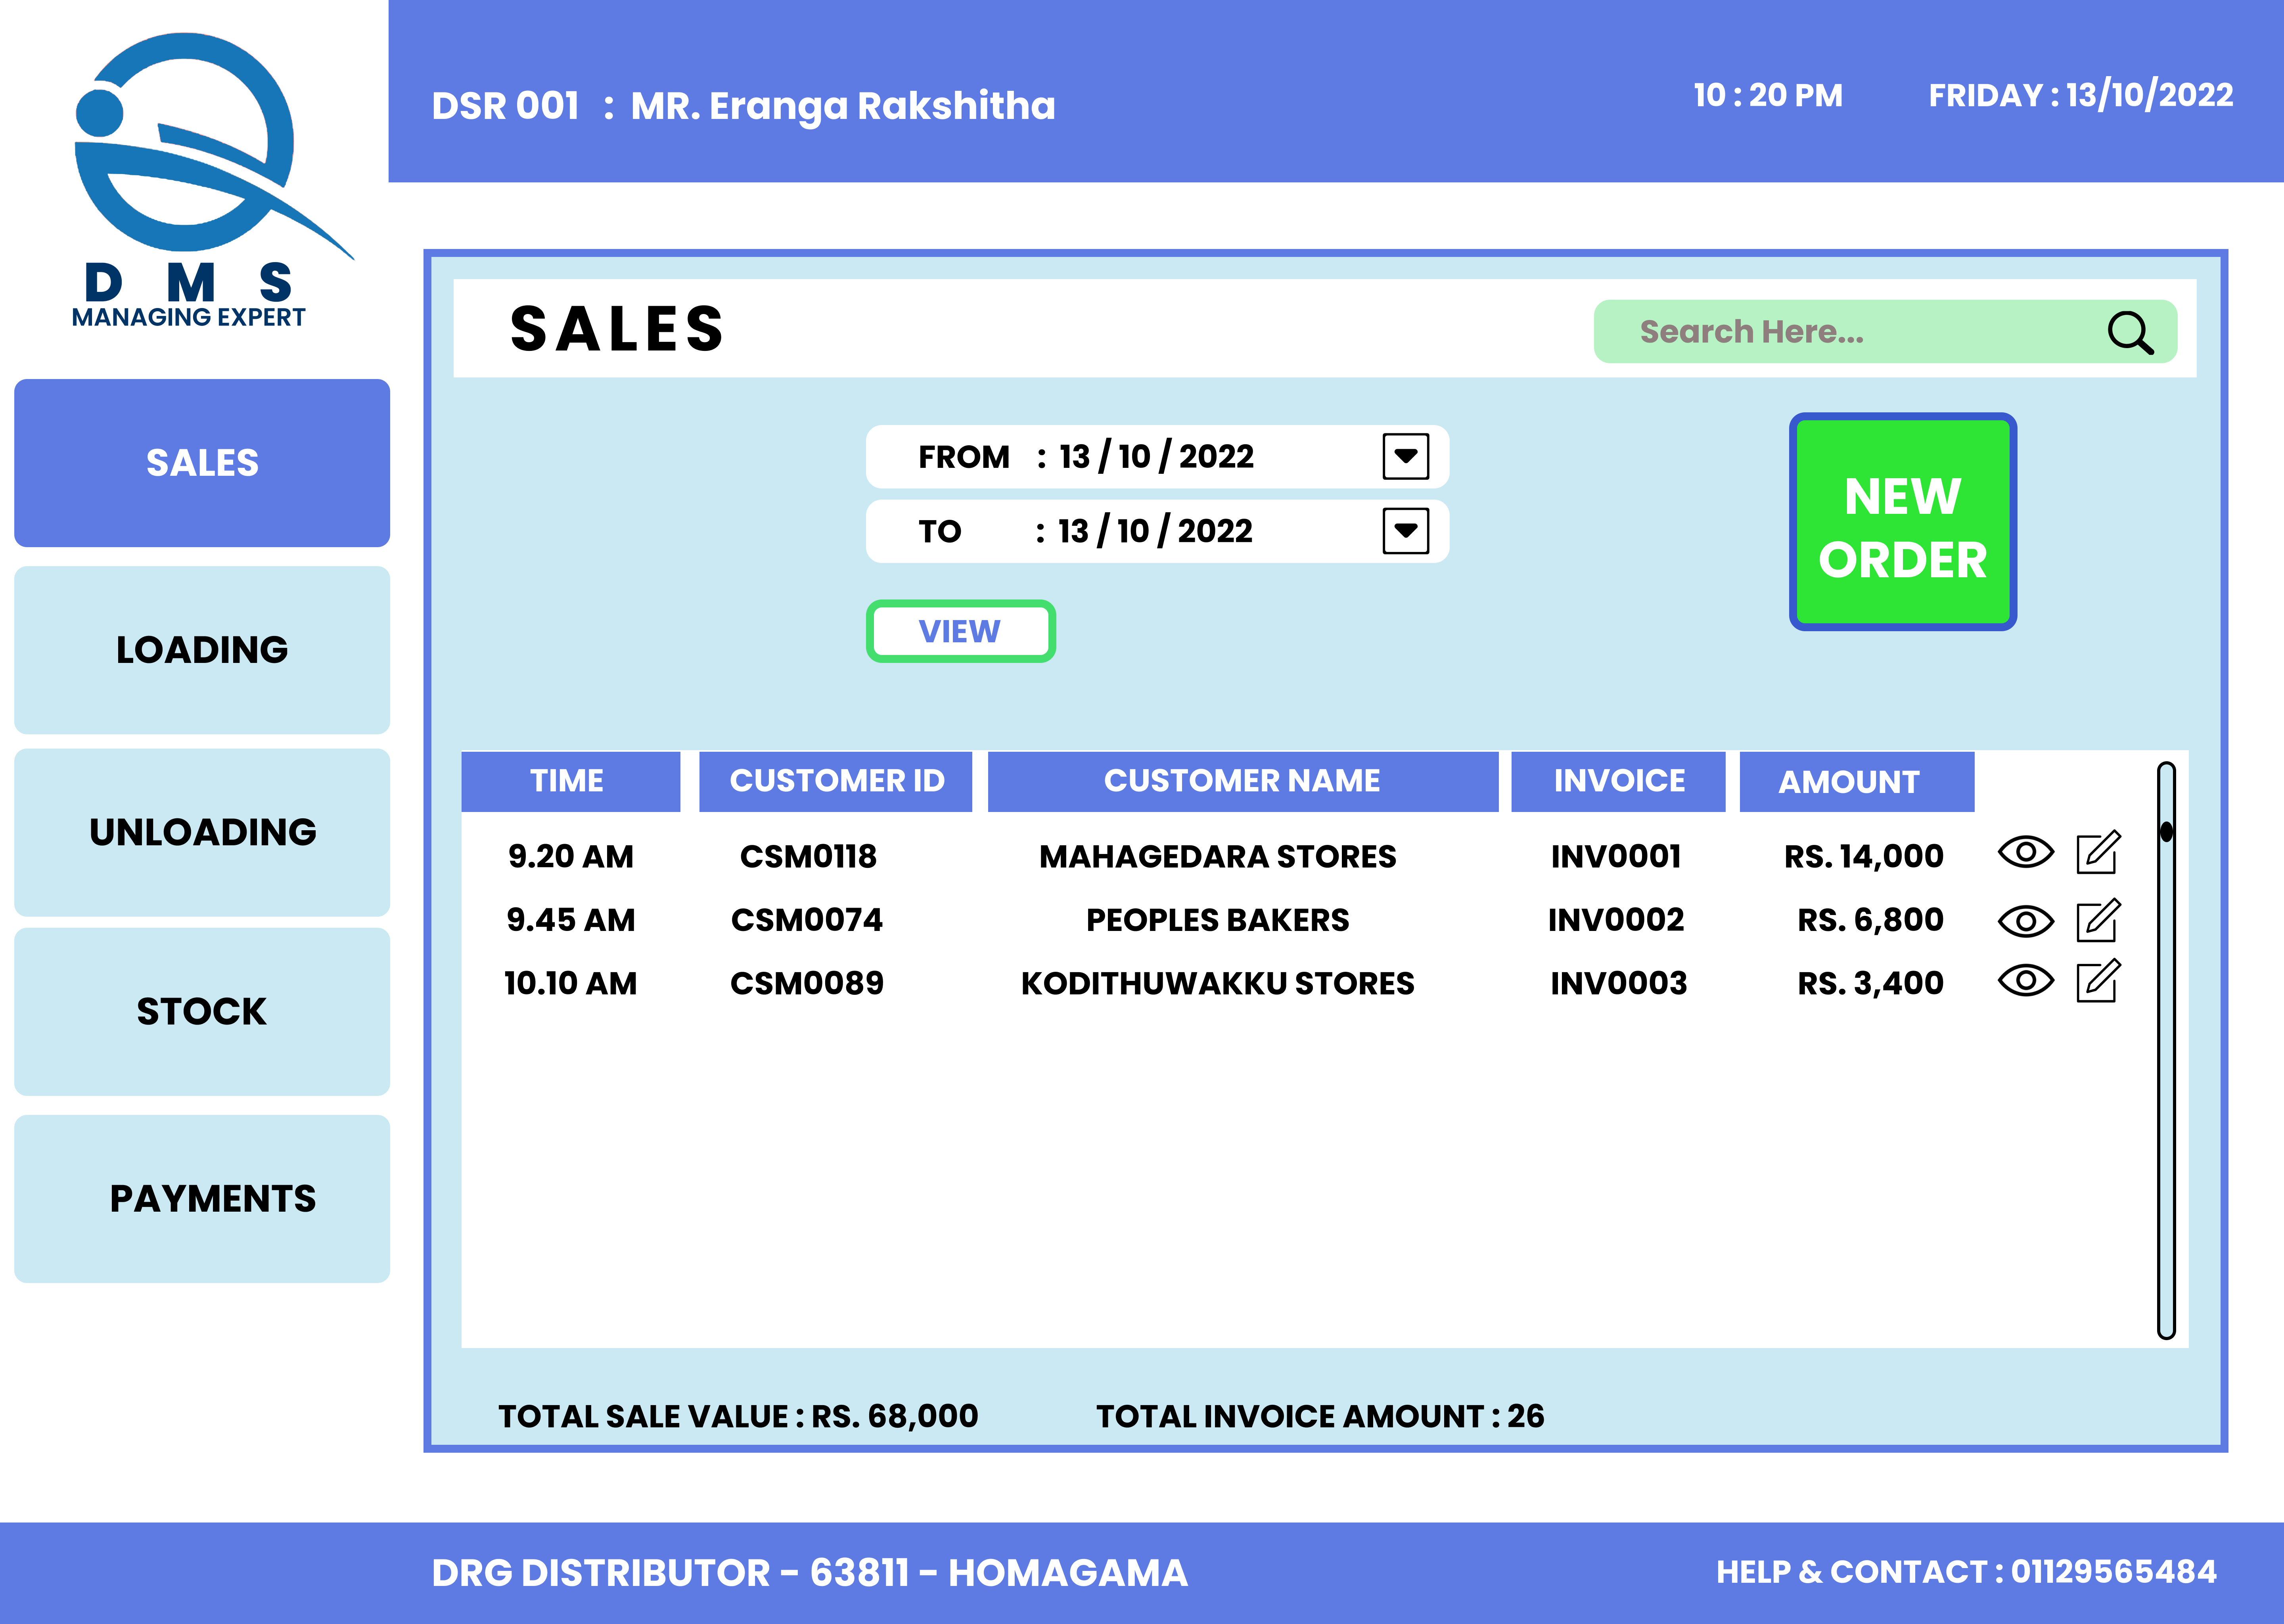 DSR 001 : MR. Eranga Rakshitha
10 : 20 PM
FRIDAY : 13/10/2022
D M S
MANAGING EXPERT
SALES
LOADING
UNLOADING
STOCK
PAYMENTS
SALES
Search Here...
FROM : 13 / 10 / 2022
TO : 13 / 10 / 2022
VIEW
NEW
ORDER
TIME CUSTOMER ID CUSTOMER NAME INVOICE AMOUNT
9.20 AM CSM0118 MAHAGEDARA STORES INV0001 RS. 14,000
9.45 AM CSM0074 PEOPLES BAKERS INV0002 RS. 6,800
10.10 AM CSM0089 KODITHUWAKKU STORES INV0003 RS. 3,400
TOTAL SALE VALUE : RS. 68,000 TOTAL INVOICE AMOUNT : 26
DRG DISTRIBUTOR - 63811 - HOMAGAMA
HELP & CONTACT : 01129565484